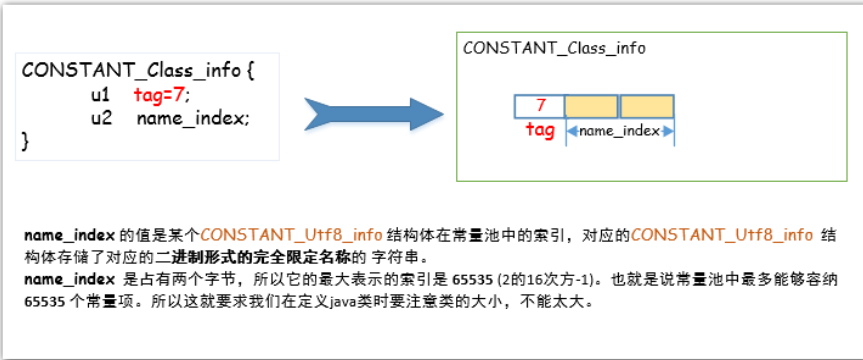 CONSTANT_Class_info {
u1 tag=7;
u2 name_index;
}
CONSTANT_Class_info
7
tag
name_index
name_index 的值是某个CONSTANT_Utf8_info 结构体在常量池中的索引，对应的CONSTANT_Utf8_info 结
构体存储了对应的二进制形式的完全限定名称的 字符串。
name_index 是占有两个字节，所以它的最大表示的索引是 65535 (2的16次方-1)。也就是说常量池中最多能够容纳
65535 个常量项。所以这就要求我们在定义java类时要注意类的大小，不能太大。